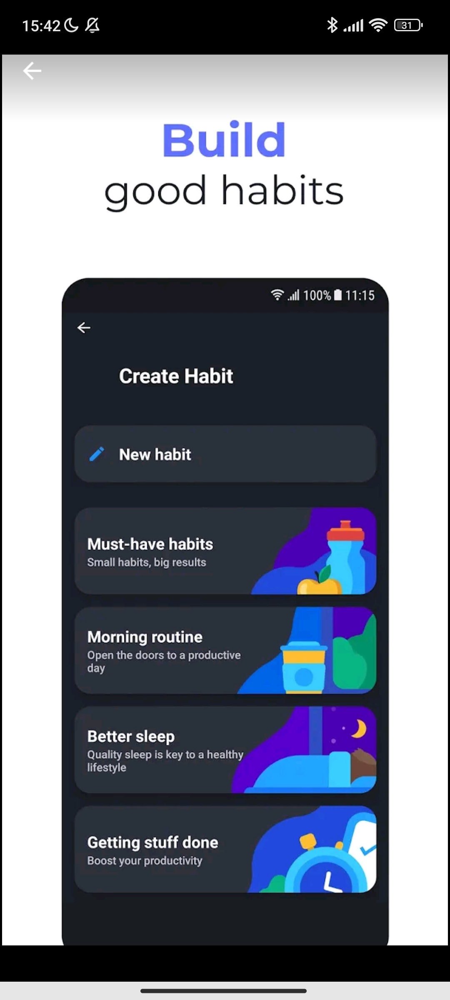 15:42
31
Build
good habits
100% 11:15
Create Habit
New habit
Must-have habits
Small habits, big results
Morning routine
Open the doors to a productive
day
Better sleep
Quality sleep is key to a healthy
lifestyle
Getting stuff done
Boost your productivity